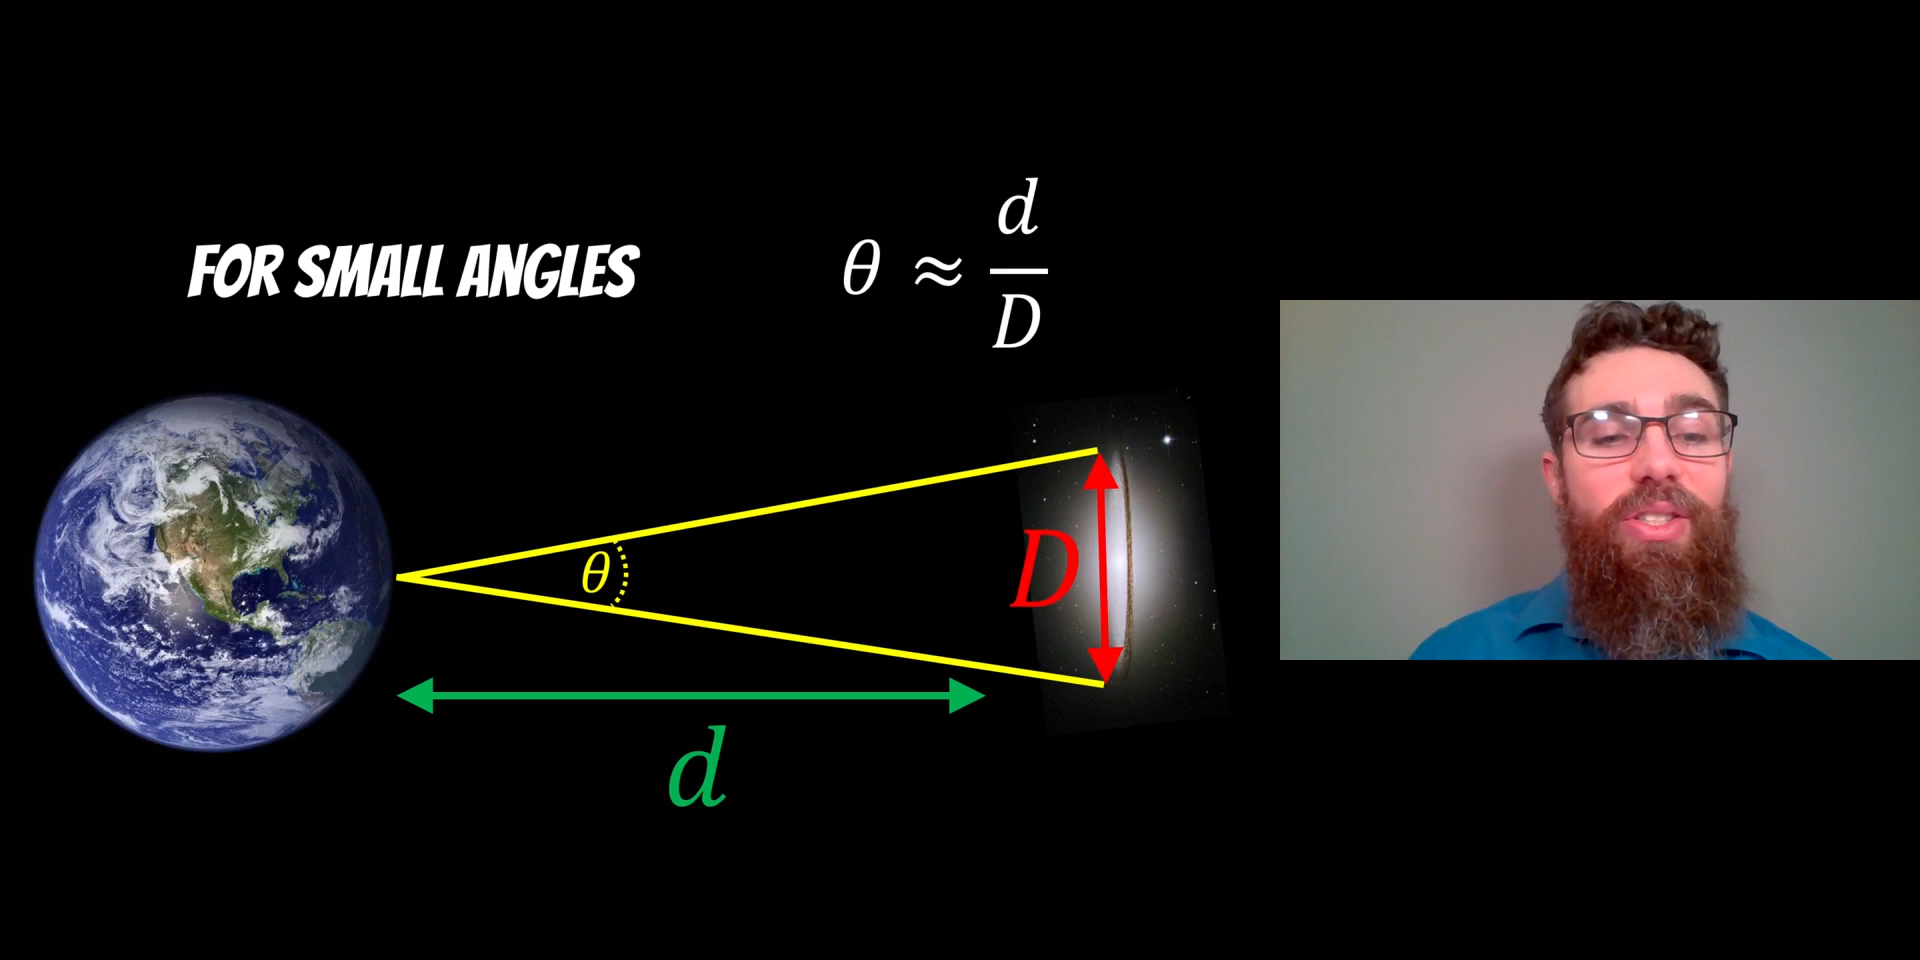 FOR SMALL ANGLES
θ ≈ d/D
θ
D
d